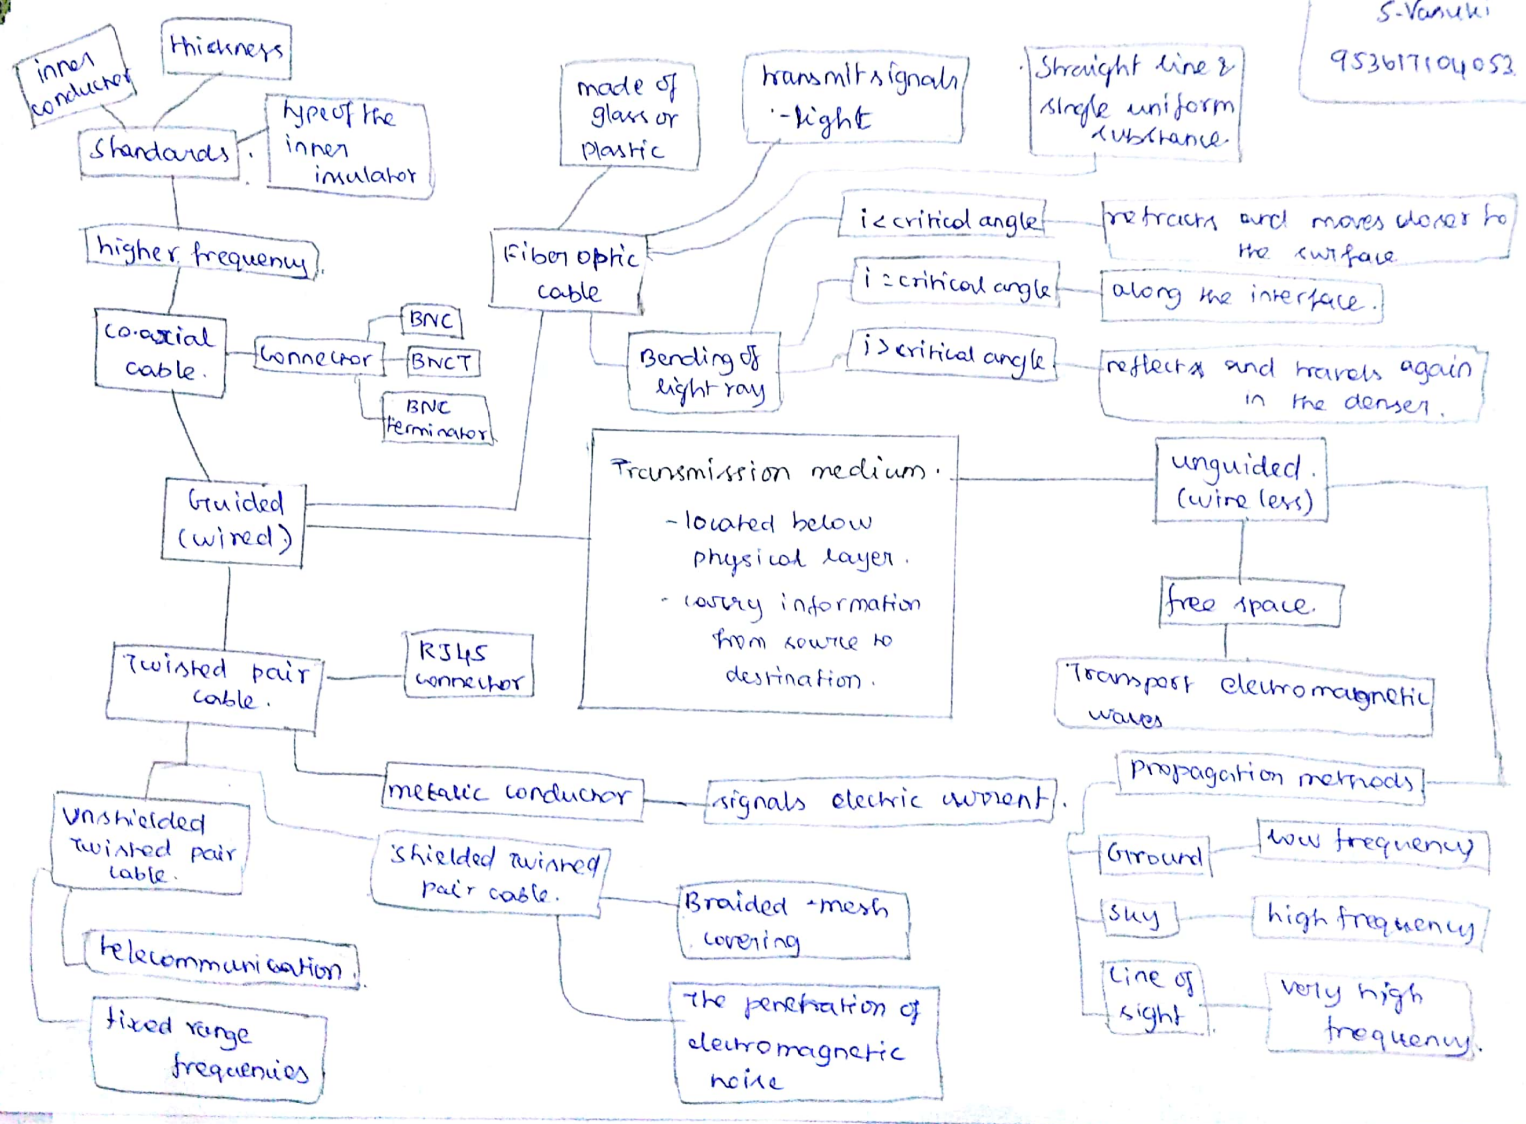 S.Vasuki
953617104053
inner
conductor
thickness
type of the
inner
insulator
Standards.
higher frequency.
co-axial
cable.
Connector
BNC
BNCT
BNC
terminator
made of
glass or
plastic
transmit signals
- light
Straight line &
single uniform
substance.
Fiber optic
cable
Bending of
light ray
i < critical angle
refracts and moves closer to
the surface
i = critical angle
along the interface.
i > critical angle
reflects and travels again
in the denser.
Guided
(wired)
Transmission medium.
- located below
physical layer.
- carry information
from source to
destination.
unguided.
(wireless)
free space.
Transport electromagnetic
waves
Twisted pair
cable.
RJ45
connector
metalic conductor
signals electric current.
unshielded
Twisted pair
cable.
telecommunication.
fixed range
frequencies
shielded twisted
pair cable.
Braided -mesh
covering
The penetration of
electromagnetic
noise
propagation methods
Ground
low frequency
sky
high frequency
Line of
sight
very high
frequency.